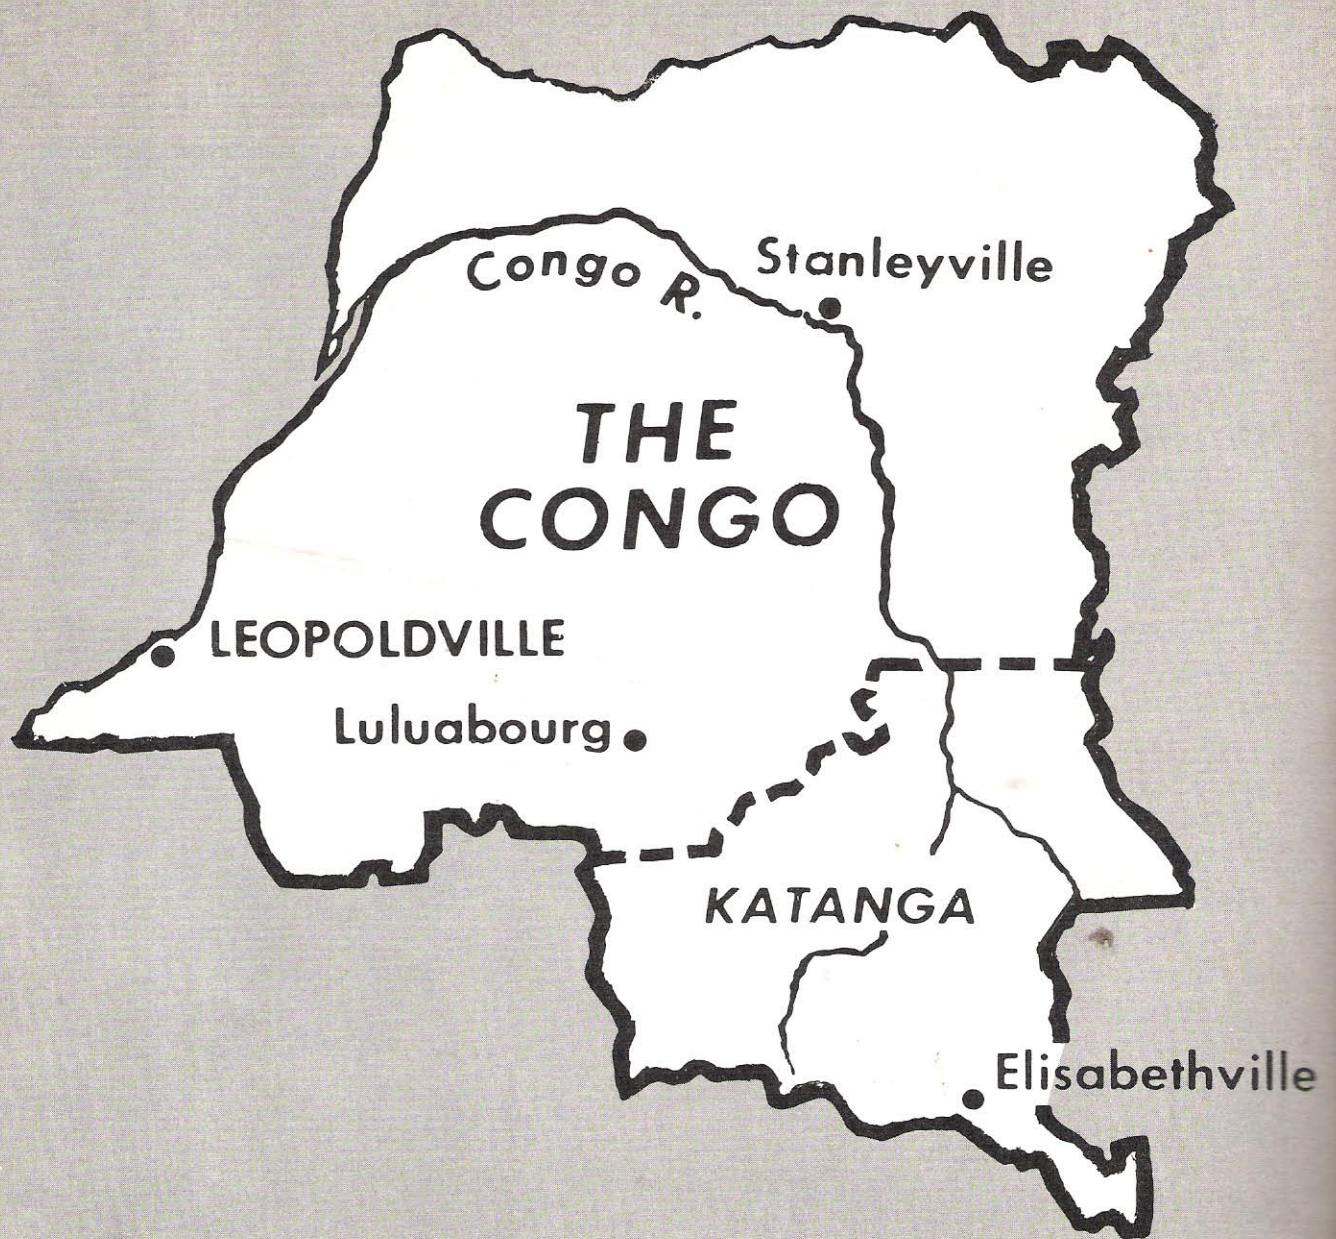 Stanleyville
Congo R.
THE
CONGO
LEOPOLDVILLE
Luluabourg
KATANGA
Elisabethville